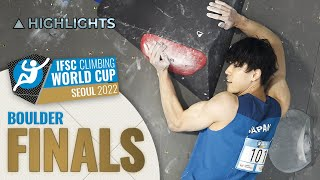 ▲ HIGHLIGHTS
IFSC CLIMBING
WORLD CUP
SEOUL 2022
BOULDER
FINALS
JAPAN
101